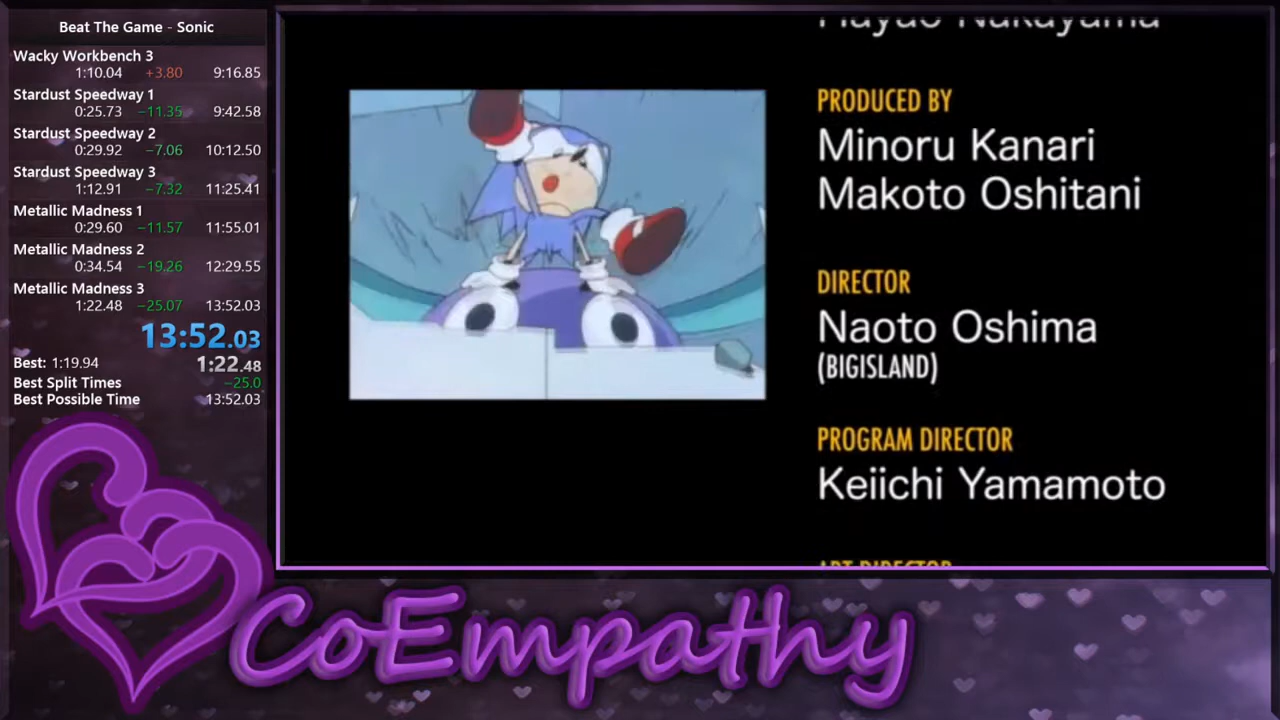 Beat The Game - Sonic
Wacky Workbench 3
1:10.04 +3.80 9:16.85
Stardust Speedway 1
0:25.73 −11.35 9:42.58
Stardust Speedway 2
0:29.92 −7.06 10:12.50
Stardust Speedway 3
1:12.91 −7.32 11:25.41
Metallic Madness 1
0:29.60 −11.57 11:55.01
Metallic Madness 2
0:34.54 −19.26 12:29.55
Metallic Madness 3
1:22.48 −25.07 13:52.03
13:52.03
Best: 1:19.94 1:22.48
Best Split Times −25.0
Best Possible Time 13:52.03
Nakayama
PRODUCED BY
Minoru Kanari
Makoto Oshitani
DIRECTOR
Naoto Oshima
(BIGISLAND)
PROGRAM DIRECTOR
Keiichi Yamamoto
ART DIRECTOR
CoEmpathy